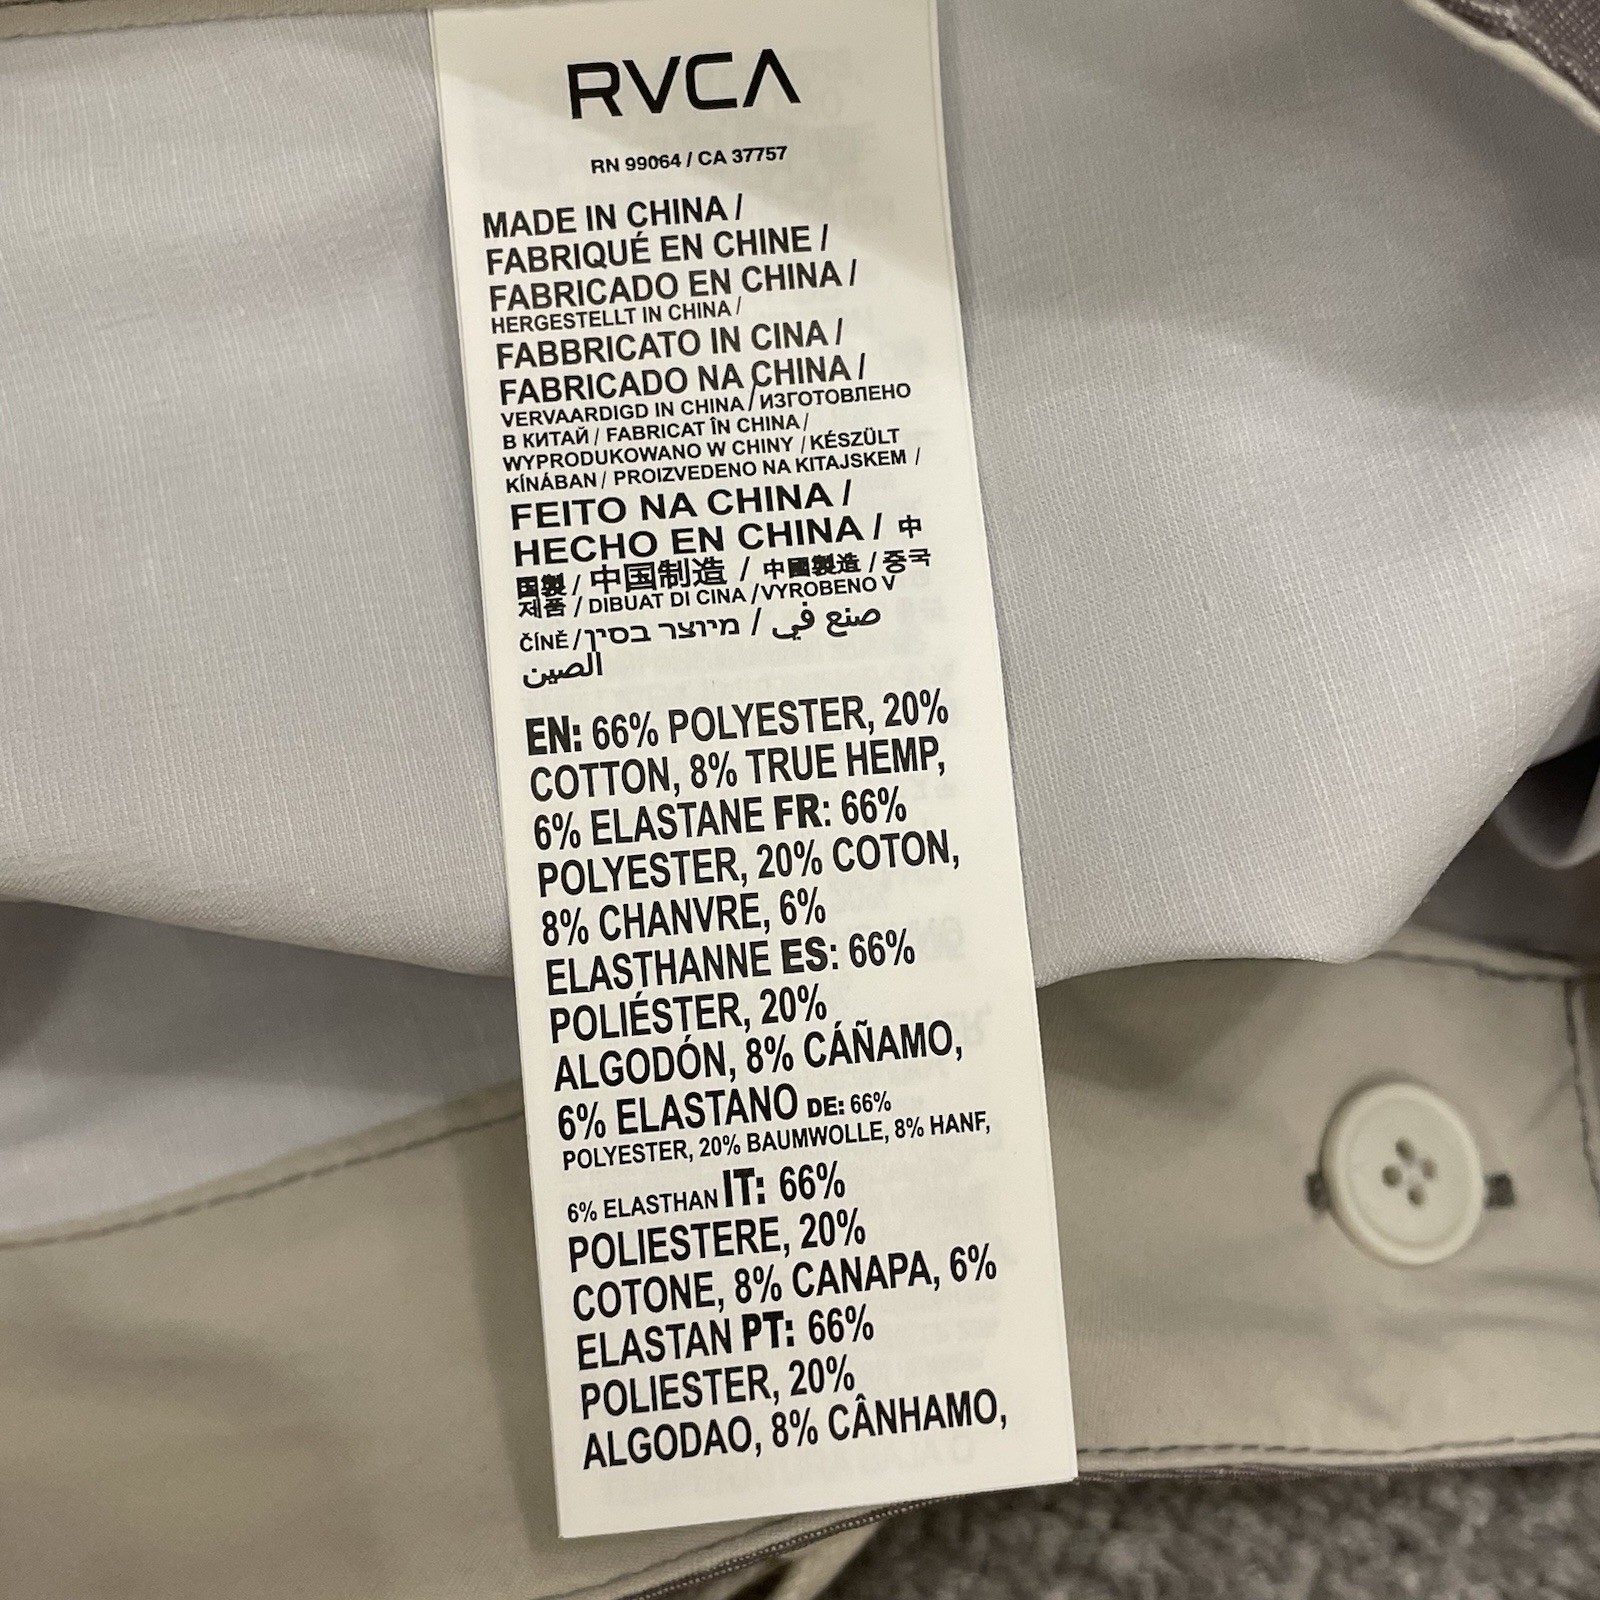 RVCA
RN 99064 / CA 37757
MADE IN CHINA /
FABRIQUÉ EN CHINE /
FABRICADO EN CHINA /
HERGESTELLT IN CHINA /
FABBRICATO IN CINA /
FABRICADO NA CHINA /
VERVAARDIGD IN CHINA / ИЗГОТОВЛЕНО
В КИТАЙ / FABRICAT ÎN CHINA /
WYPRODUKOWANO W CHINY / KÉSZÜLT
KÍNÁBAN / PROIZVEDENO NA KITAJSKEM /
FEITO NA CHINA /
HECHO EN CHINA / 中
国製 / 中国制造 / 中國製造 / 중국
제품 / DIBUAT DI CINA / VYROBENO V
ČÍNĚ / מיוצר בסין / صنع في
الصين
EN: 66% POLYESTER, 20%
COTTON, 8% TRUE HEMP,
6% ELASTANE FR: 66%
POLYESTER, 20% COTON,
8% CHANVRE, 6%
ELASTHANNE ES: 66%
POLIÉSTER, 20%
ALGODÓN, 8% CÁÑAMO,
6% ELASTANO DE: 66%
POLYESTER, 20% BAUMWOLLE, 8% HANF,
6% ELASTHAN IT: 66%
POLIESTERE, 20%
COTONE, 8% CANAPA, 6%
ELASTAN PT: 66%
POLIESTER, 20%
ALGODAO, 8% CÂNHAMO,